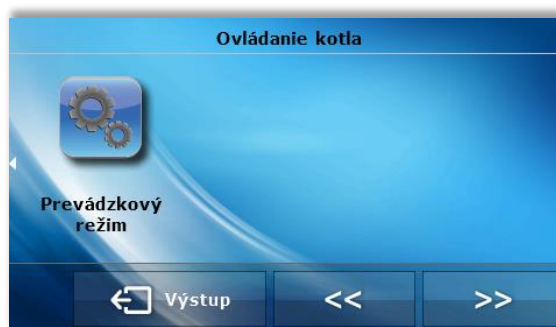 Ovládanie kotla
Prevádzkový
režim
Výstup
<<
>>